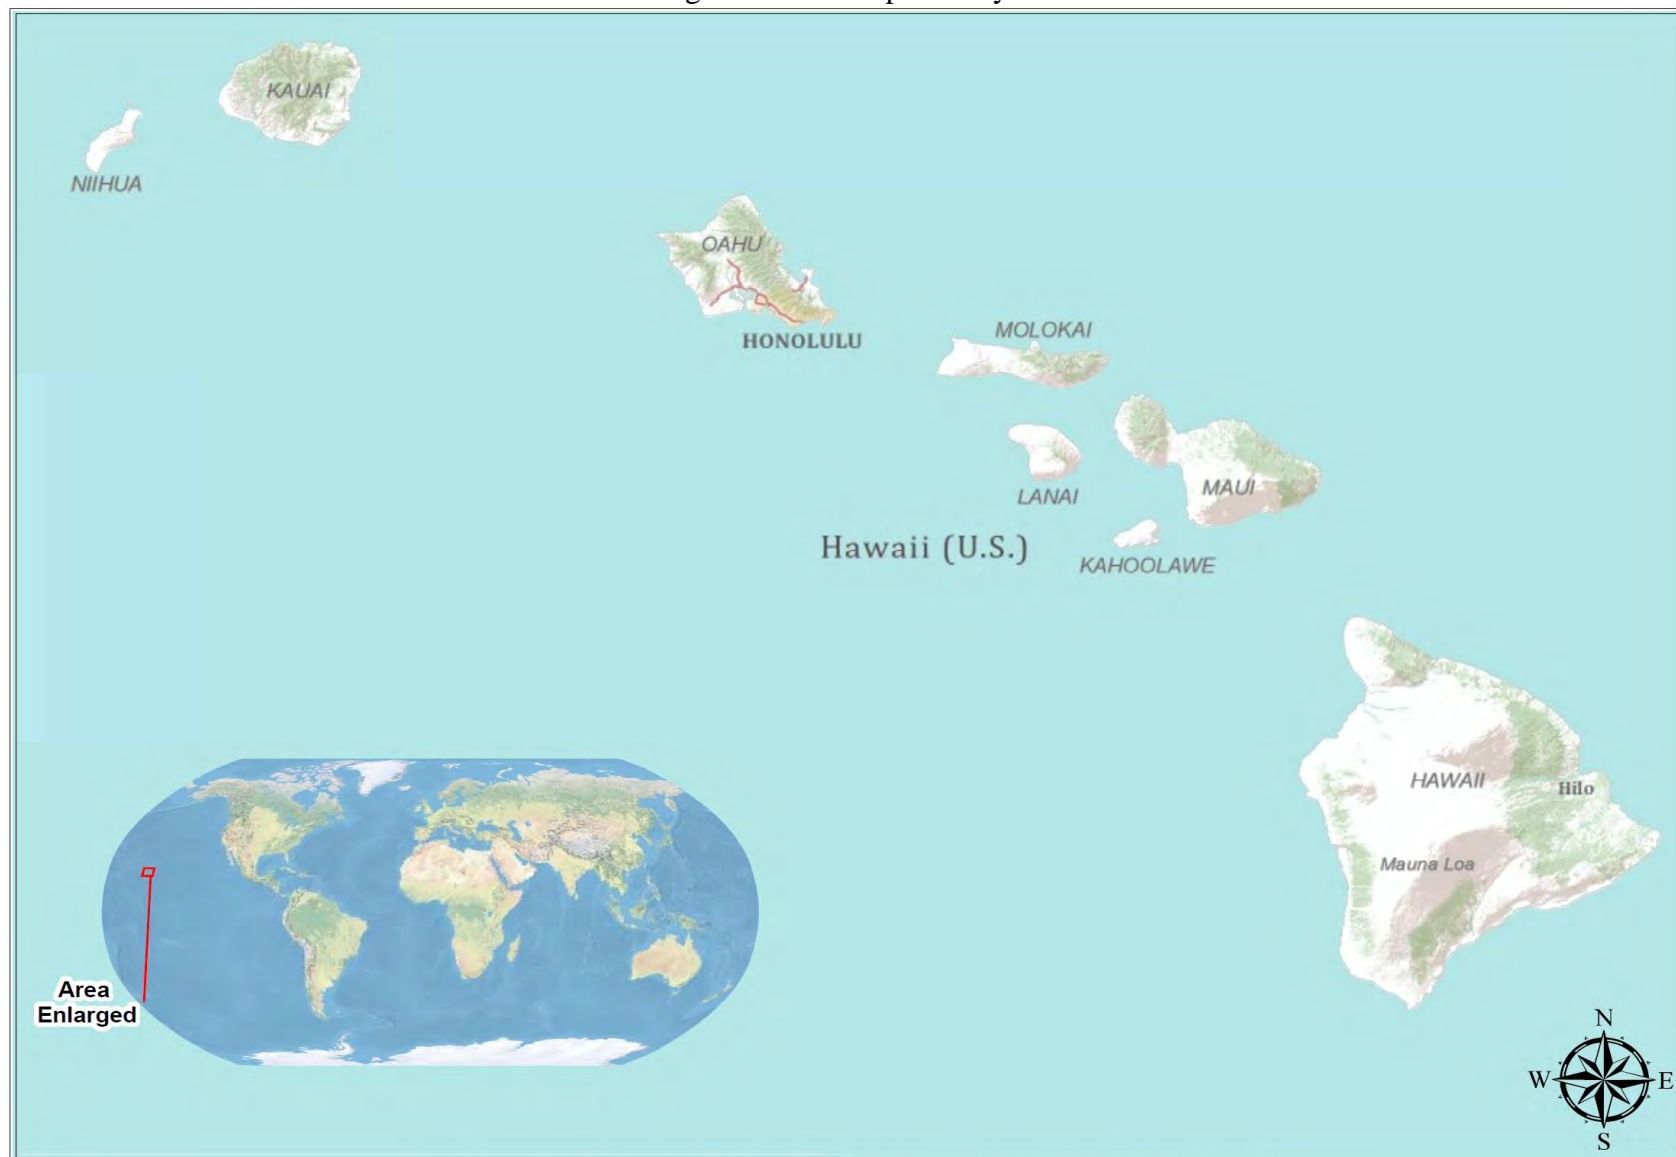 KAUAI
NIIHUA
OAHU
HONOLULU
MOLOKAI
LANAI
MAUI
Hawaii (U.S.)
KAHOOLAWE
HAWAII
Hilo
Mauna Loa
Area
Enlarged
N
W
E
S